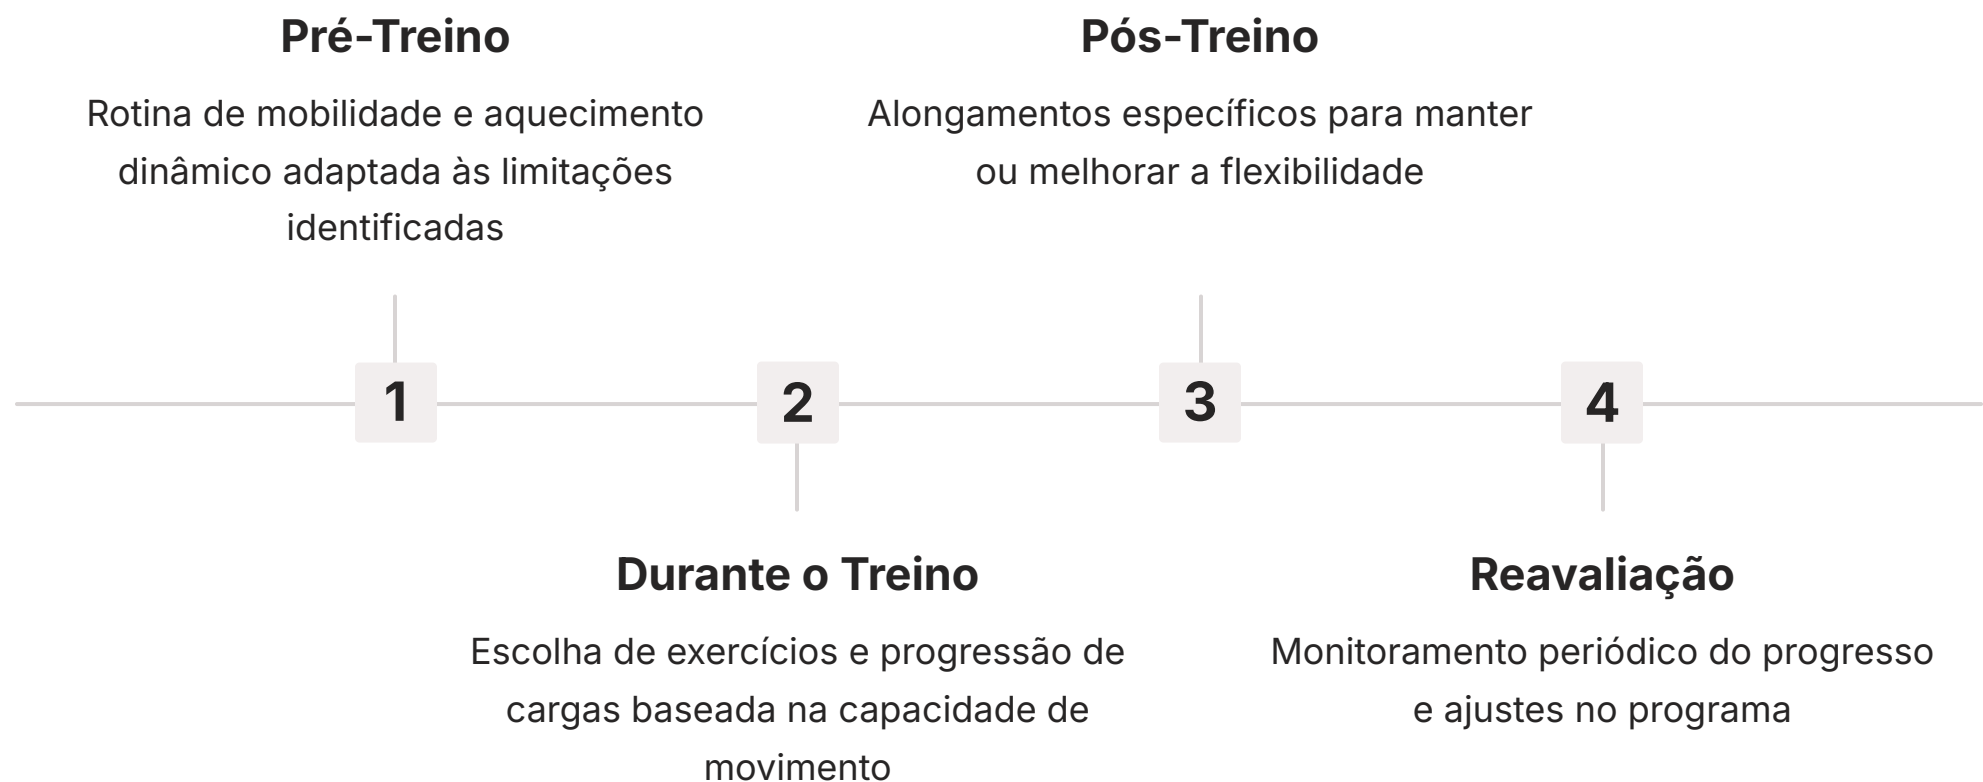 Pré-Treino
Rotina de mobilidade e aquecimento
dinâmico adaptada às limitações
identificadas
Pós-Treino
Alongamentos específicos para manter
ou melhorar a flexibilidade
1
2
3
4
Durante o Treino
Escolha de exercícios e progressão de
cargas baseada na capacidade de
movimento
Reavaliação
Monitoramento periódico do progresso
e ajustes no programa